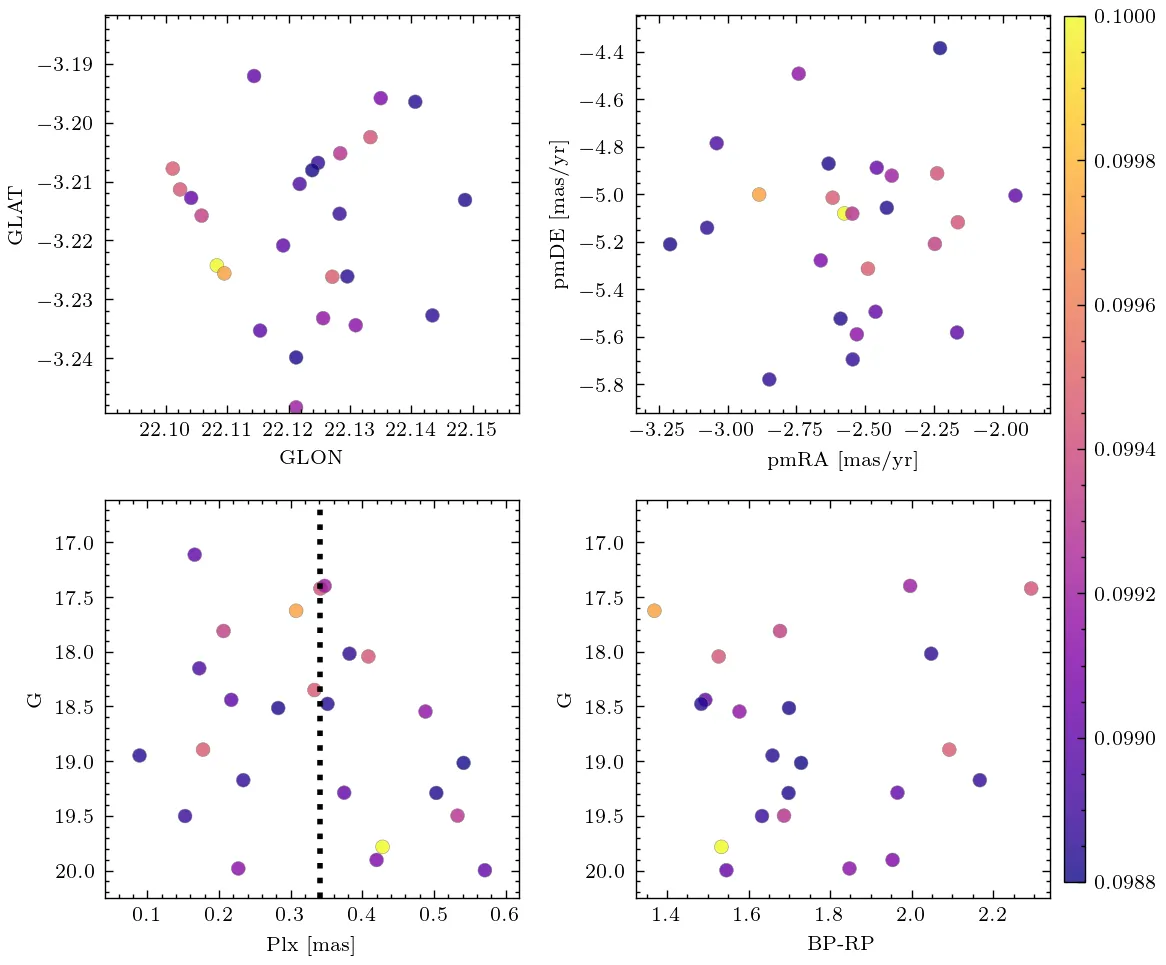 −3.19
−3.20
−3.21
−3.22
−3.23
−3.24
GLAT
22.10 22.11 22.12 22.13 22.14 22.15
GLON
−4.4
−4.6
−4.8
−5.0
−5.2
−5.4
−5.6
−5.8
pmDE [mas/yr]
−3.25 −3.00 −2.75 −2.50 −2.25 −2.00
pmRA [mas/yr]
17.0
17.5
18.0
18.5
19.0
19.5
20.0
G
0.1 0.2 0.3 0.4 0.5 0.6
Plx [mas]
17.0
17.5
18.0
18.5
19.0
19.5
20.0
G
1.4 1.6 1.8 2.0 2.2
BP-RP
0.1000
0.0998
0.0996
0.0994
0.0992
0.0990
0.0988